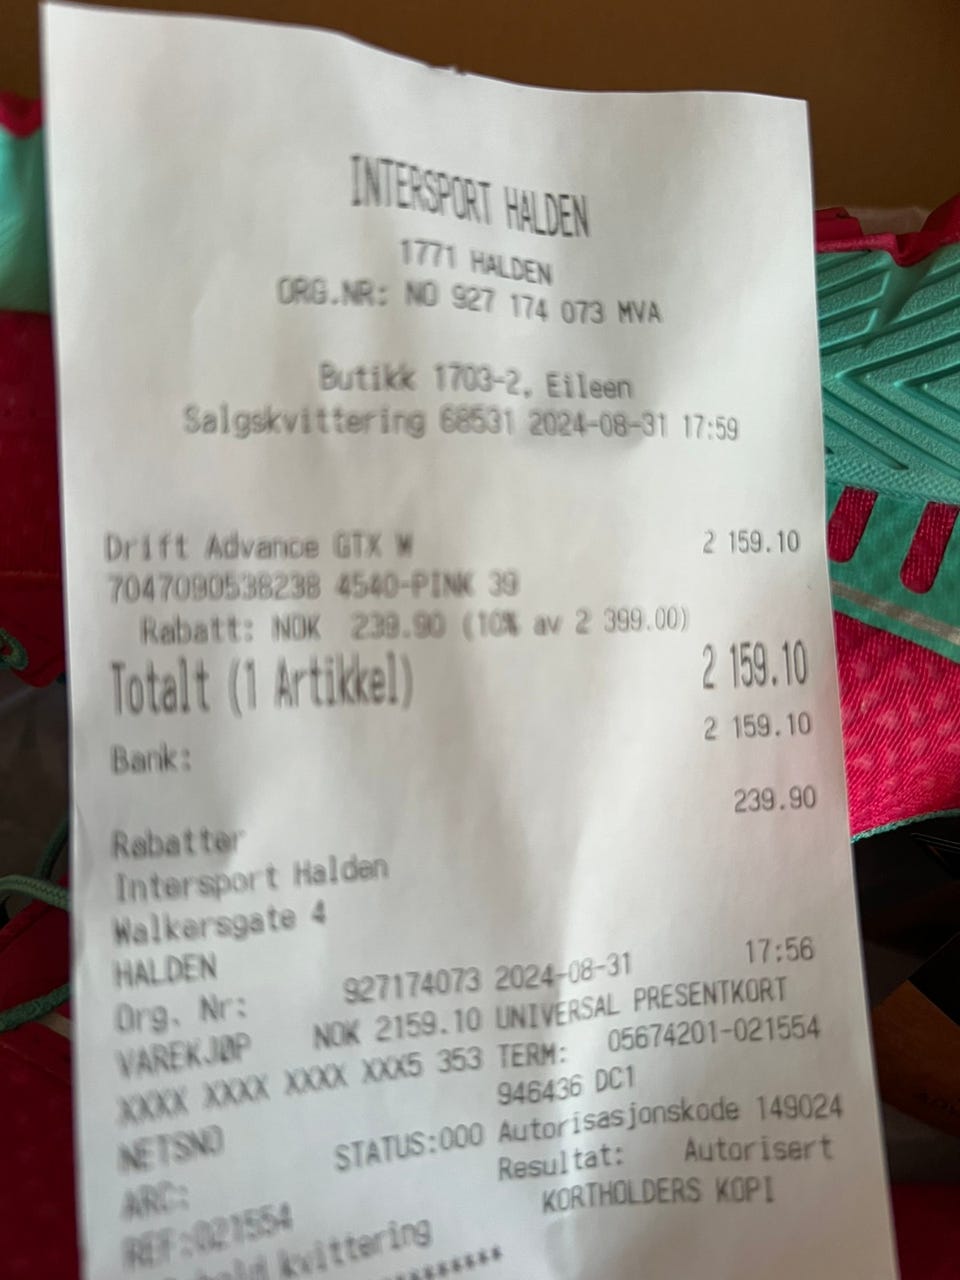 INTERSPORT HALDEN
1771 HALDEN
ORG.NR: NO 927 174 073 MVA
Butikk 1703-2, Eileen
Salgskvittering 68531 2024-08-31 17:59
Drift Advance GTX W 2 159.10
7047090538238 4540-PINK 39
Rabatt: NOK 239.90 (10% av 2 399.00)
Totalt (1 Artikkel) 2 159.10
Bank: 2 159.10
Rabatter 239.90
Intersport Halden
Walkersgate 4
HALDEN
Org. Nr: 927174073 2024-08-31 17:56
VAREKJØP NOK 2159.10 UNIVERSAL PRESENTKORT
XXXX XXXX XXXX XXX5 353 TERM: 05674201-021554
NETSNO 946436 DC1
ARC: STATUS:000 Autorisasjonskode 149024
REF:021554 Resultat: Autorisert
kvittering KORTHOLDERS KOPI